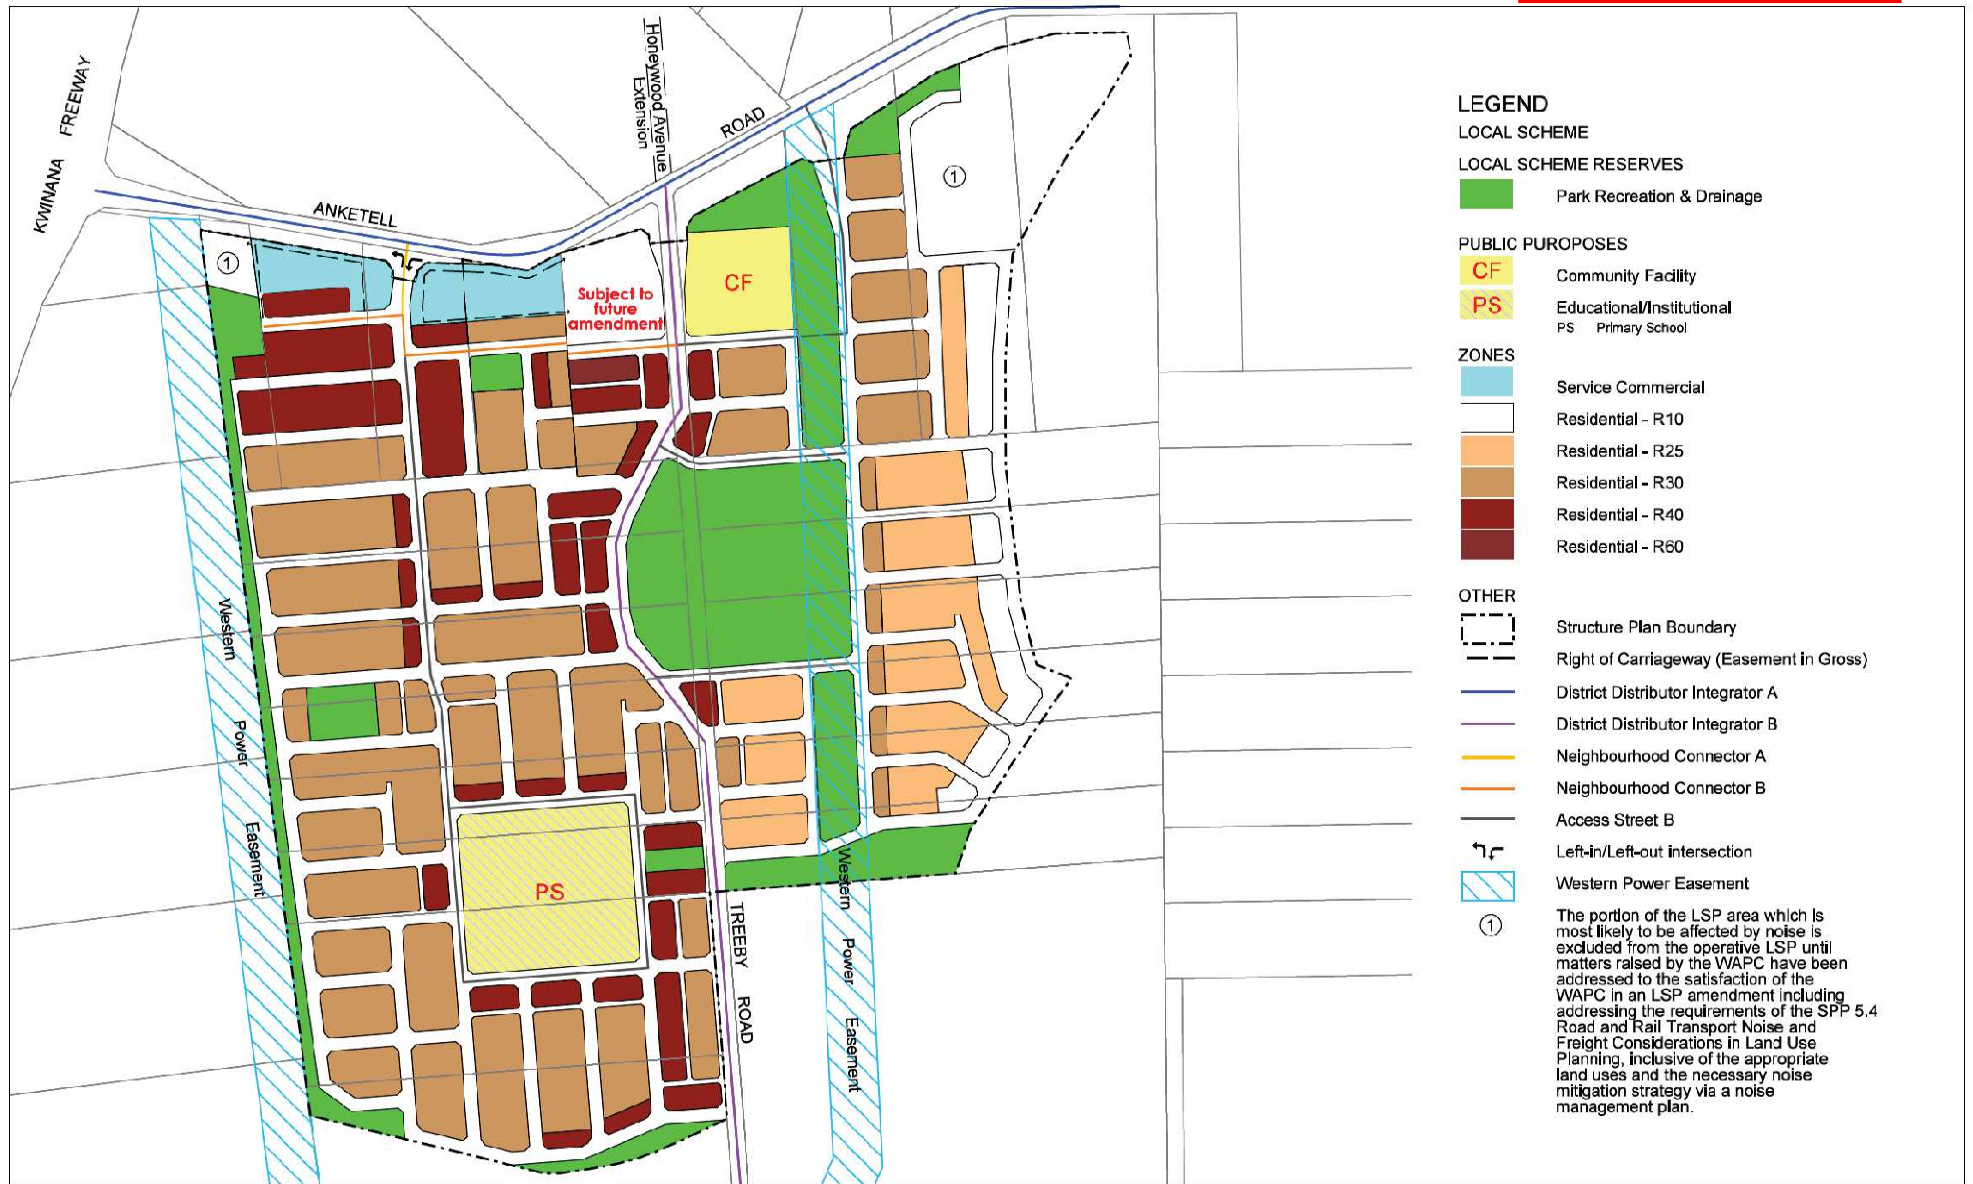 KWINANA FREEWAY
ANKETELL
ROAD
Honeywood Avenue
Extension
1
1
CF
Subject to
future
amendment
Western Power Easement
PS
TREEBY ROAD
Western Power Easement
LEGEND
LOCAL SCHEME
LOCAL SCHEME RESERVES
Park Recreation & Drainage
PUBLIC PUROPOSES
CF Community Facility
PS Educational/Institutional
PS Primary School
ZONES
Service Commercial
Residential - R10
Residential - R25
Residential - R30
Residential - R40
Residential - R60
OTHER
Structure Plan Boundary
Right of Carriageway (Easement in Gross)
District Distributor Integrator A
District Distributor Integrator B
Neighbourhood Connector A
Neighbourhood Connector B
Access Street B
Left-in/Left-out intersection
Western Power Easement
1 The portion of the LSP area which is
most likely to be affected by noise is
excluded from the operative LSP until
matters raised by the WAPC have been
addressed to the satisfaction of the
WAPC in an LSP amendment including
addressing the requirements of the SPP 5.4
Road and Rail Transport Noise and
Freight Considerations in Land Use
Planning, inclusive of the appropriate
land uses and the necessary noise
mitigation strategy via a noise
management plan.